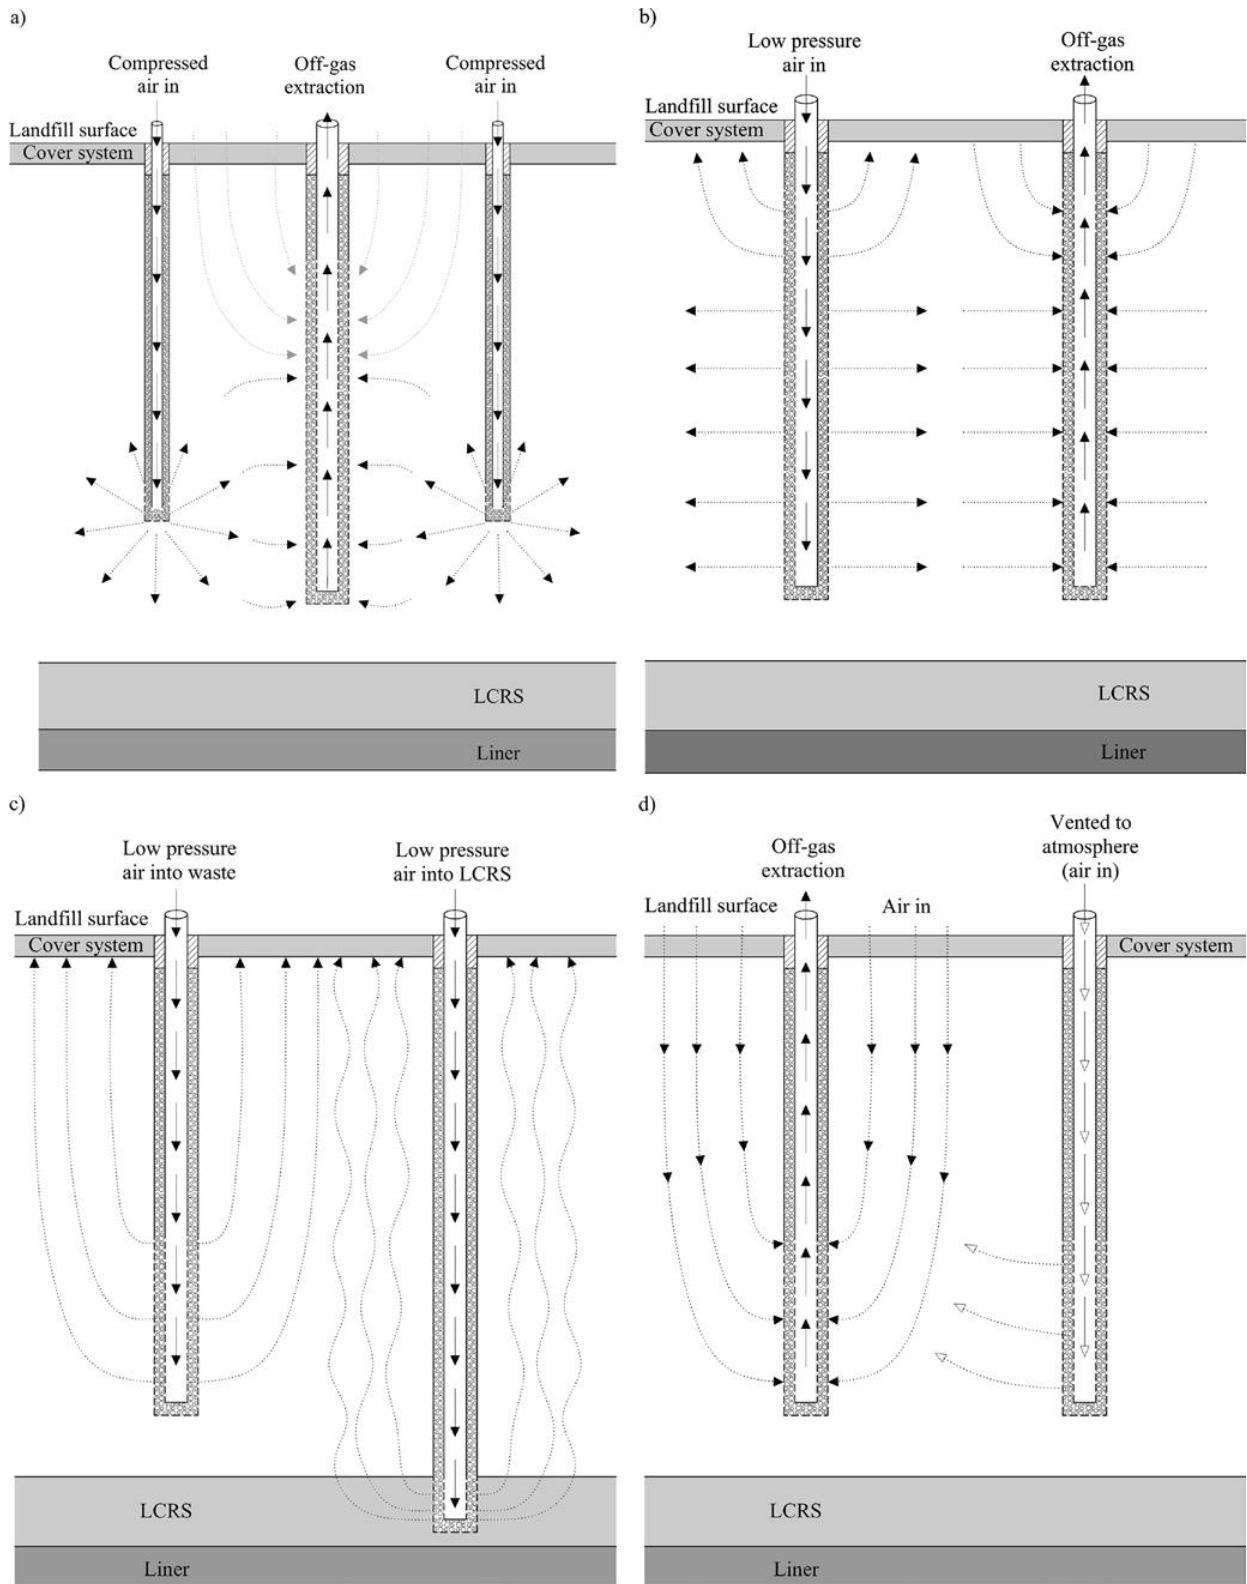 a)
Compressed
air in
Off-gas
extraction
Compressed
air in
Landfill surface
Cover system
LCRS
Liner
b)
Low pressure
air in
Off-gas
extraction
Landfill surface
Cover system
LCRS
Liner
c)
Low pressure
air into waste
Low pressure
air into LCRS
Landfill surface
Cover system
LCRS
Liner
d)
Off-gas
extraction
Vented to
atmosphere
(air in)
Landfill surface
Air in
Cover system
LCRS
Liner